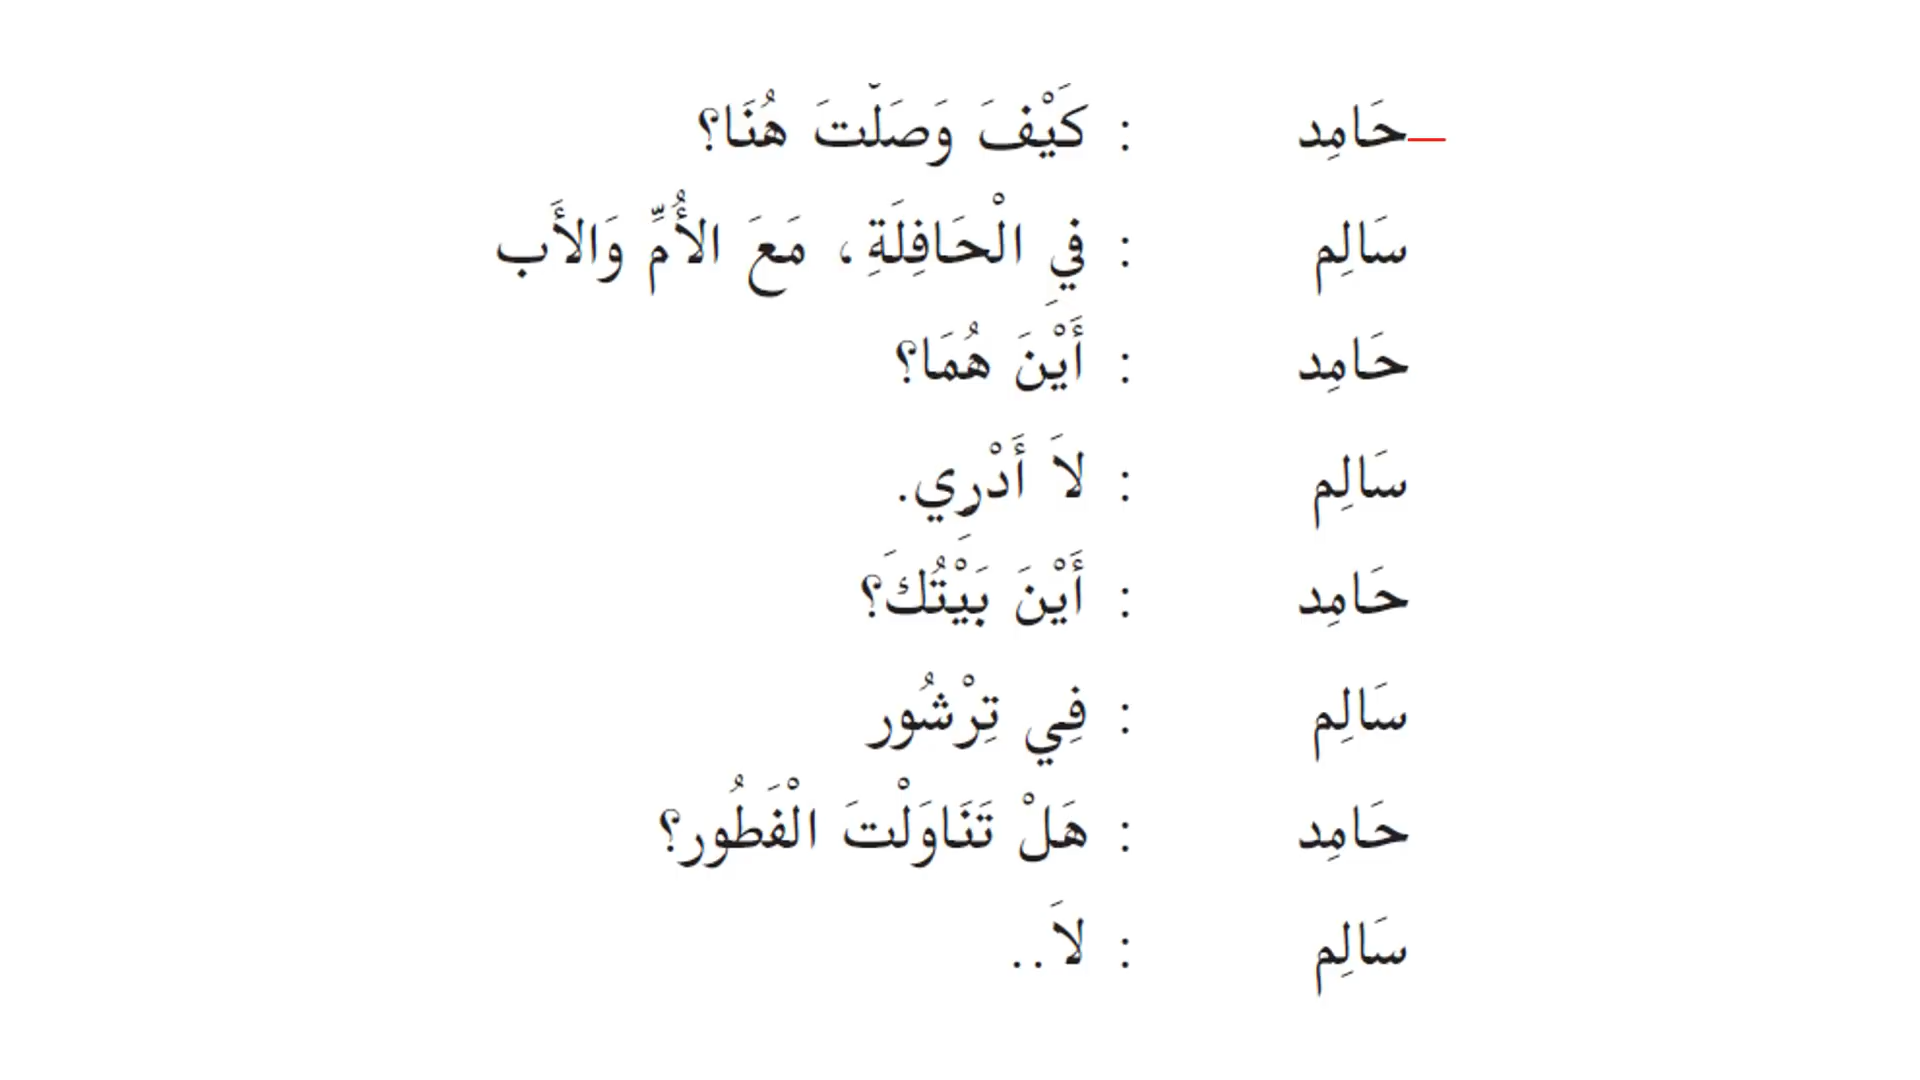 حَامِد : كَيْفَ وَصَلْتَ هُنَا؟
سَالِم : فِي الْحَافِلَةِ، مَعَ الأُمِّ وَالأَب
حَامِد : أَيْنَ هُمَا؟
سَالِم : لاَ أَدْرِي.
حَامِد : أَيْنَ بَيْتُكَ؟
سَالِم : فِي تِرْشُور
حَامِد : هَلْ تَنَاوَلْتَ الْفَطُور؟
سَالِم : لاَ..